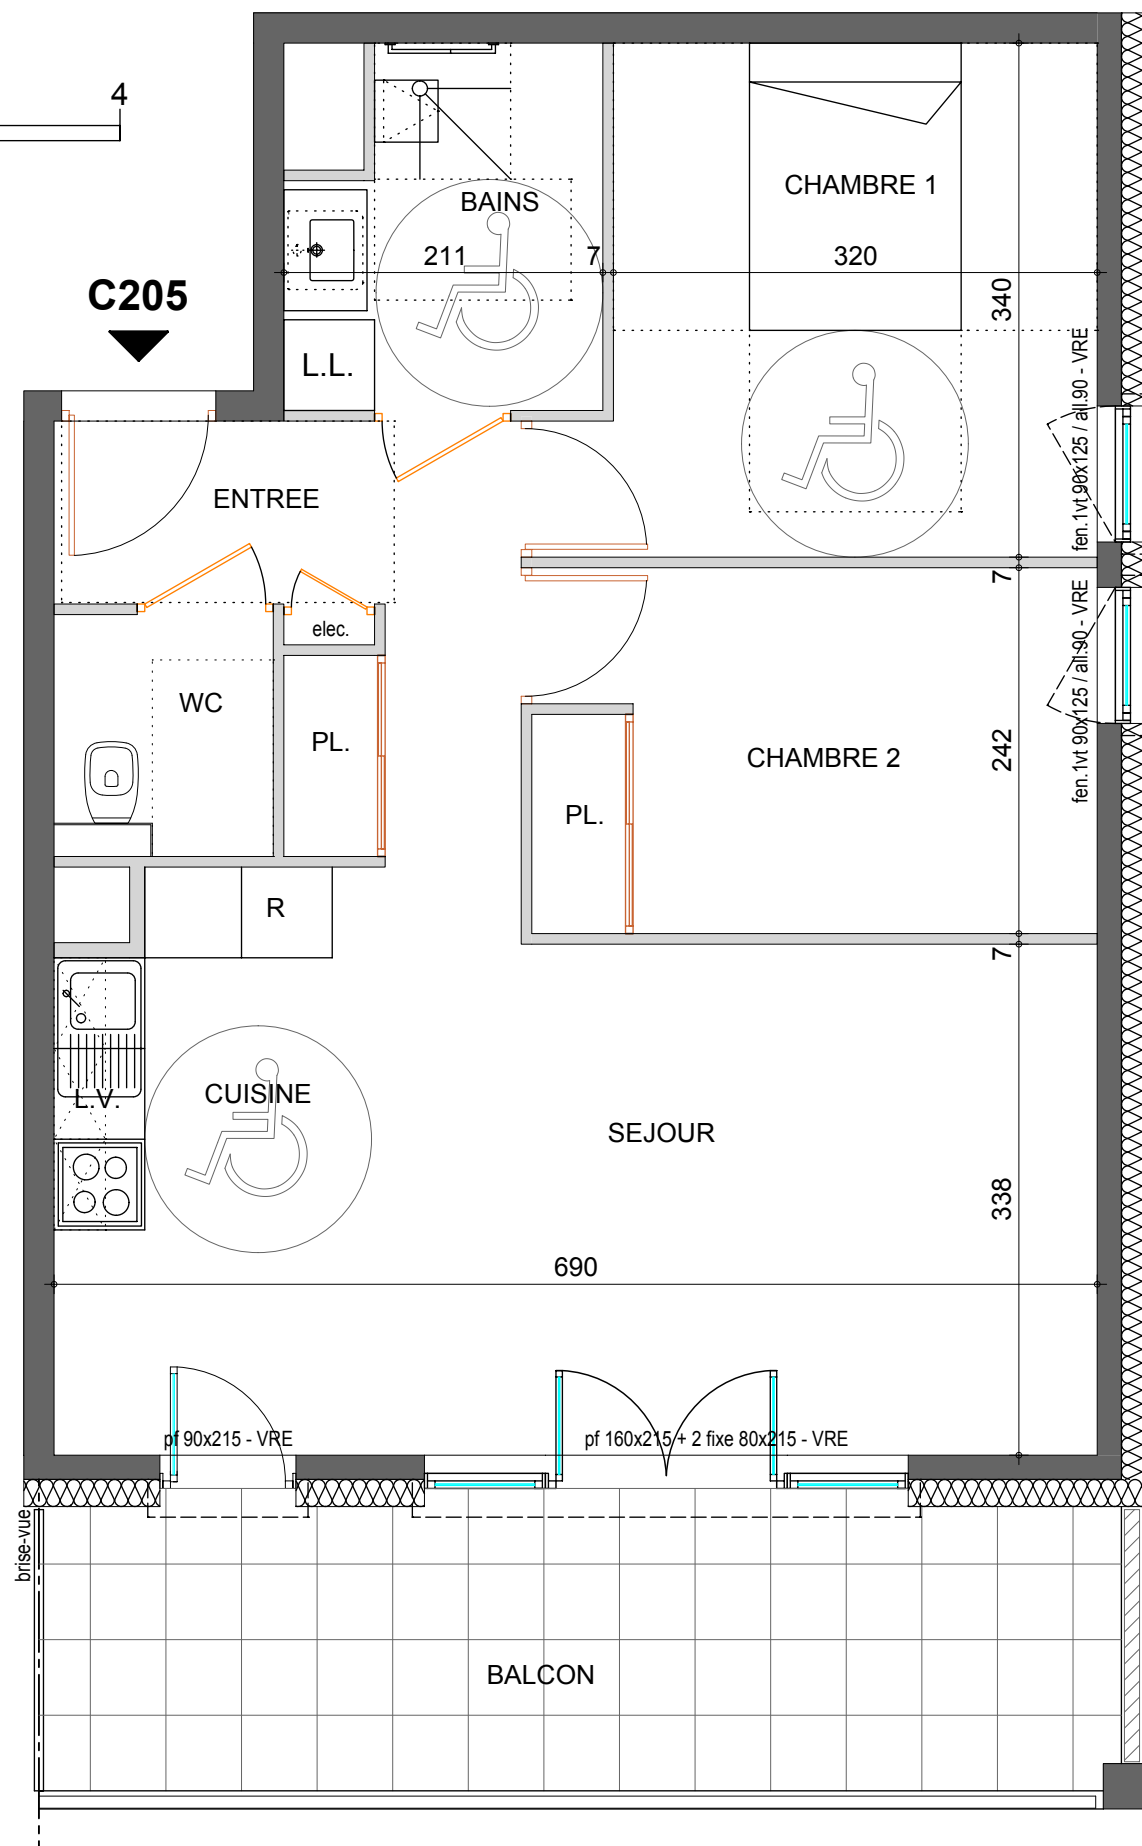 4
C205
BAINS
CHAMBRE 1
211
7
320
340
L.L.
fen.1vt 90x125 / all.90 - VRE
ENTREE
7
elec.
fen.1vt 90x125 / all.90 - VRE
WC
PL.
CHAMBRE 2
242
PL.
R
7
L.V.
CUISINE
SEJOUR
338
690
pf 90x215 - VRE
pf 160x215 + 2 fixe 80x215 - VRE
brise-vue
BALCON